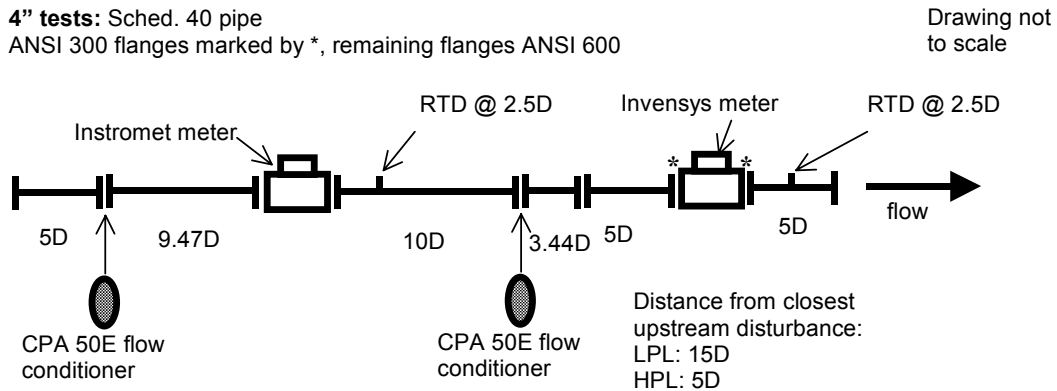 4” tests: Sched. 40 pipe
ANSI 300 flanges marked by *, remaining flanges ANSI 600
Drawing not
to scale
RTD @ 2.5D
Invensys meter
RTD @ 2.5D
Instromet meter
* *
flow
5D
9.47D
10D
3.44D
5D
5D
CPA 50E flow
conditioner
CPA 50E flow
conditioner
Distance from closest
upstream disturbance:
LPL: 15D
HPL: 5D